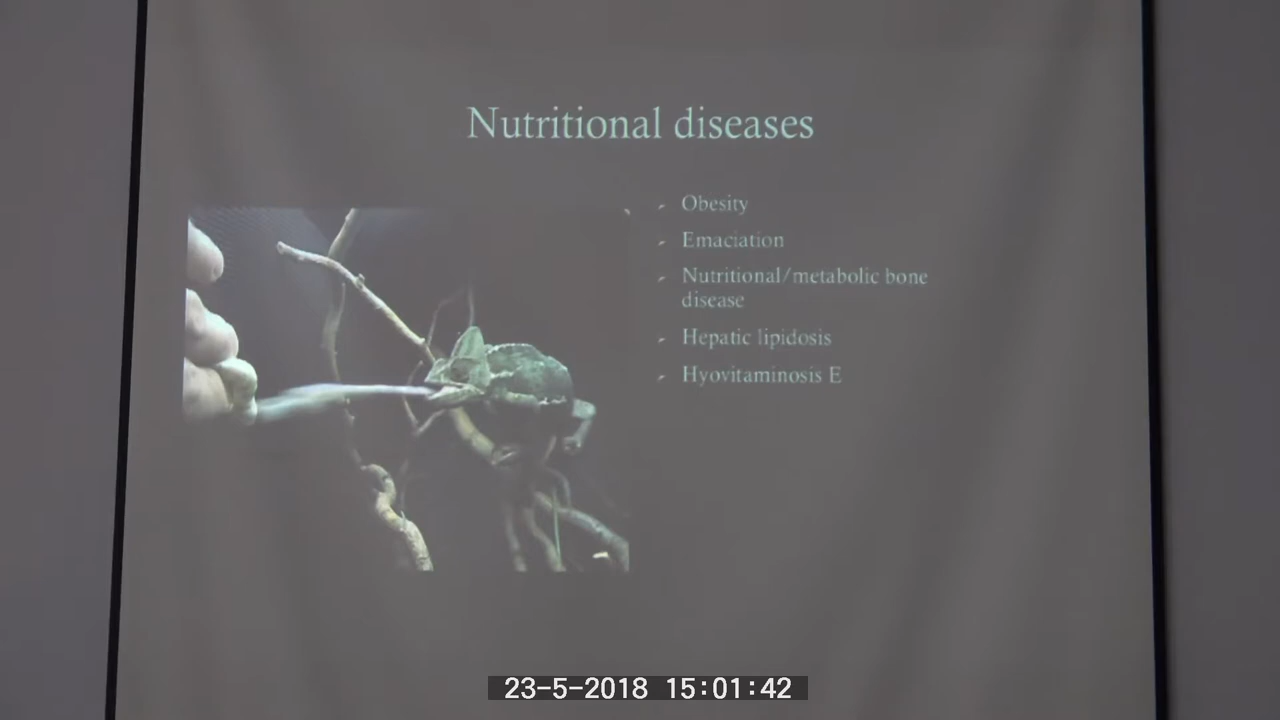 Nutritional diseases
Obesity
Emaciation
Nutritional/metabolic bone
disease
Hepatic lipidosis
Hyovitaminosis E
23-5-2018 15:01:42